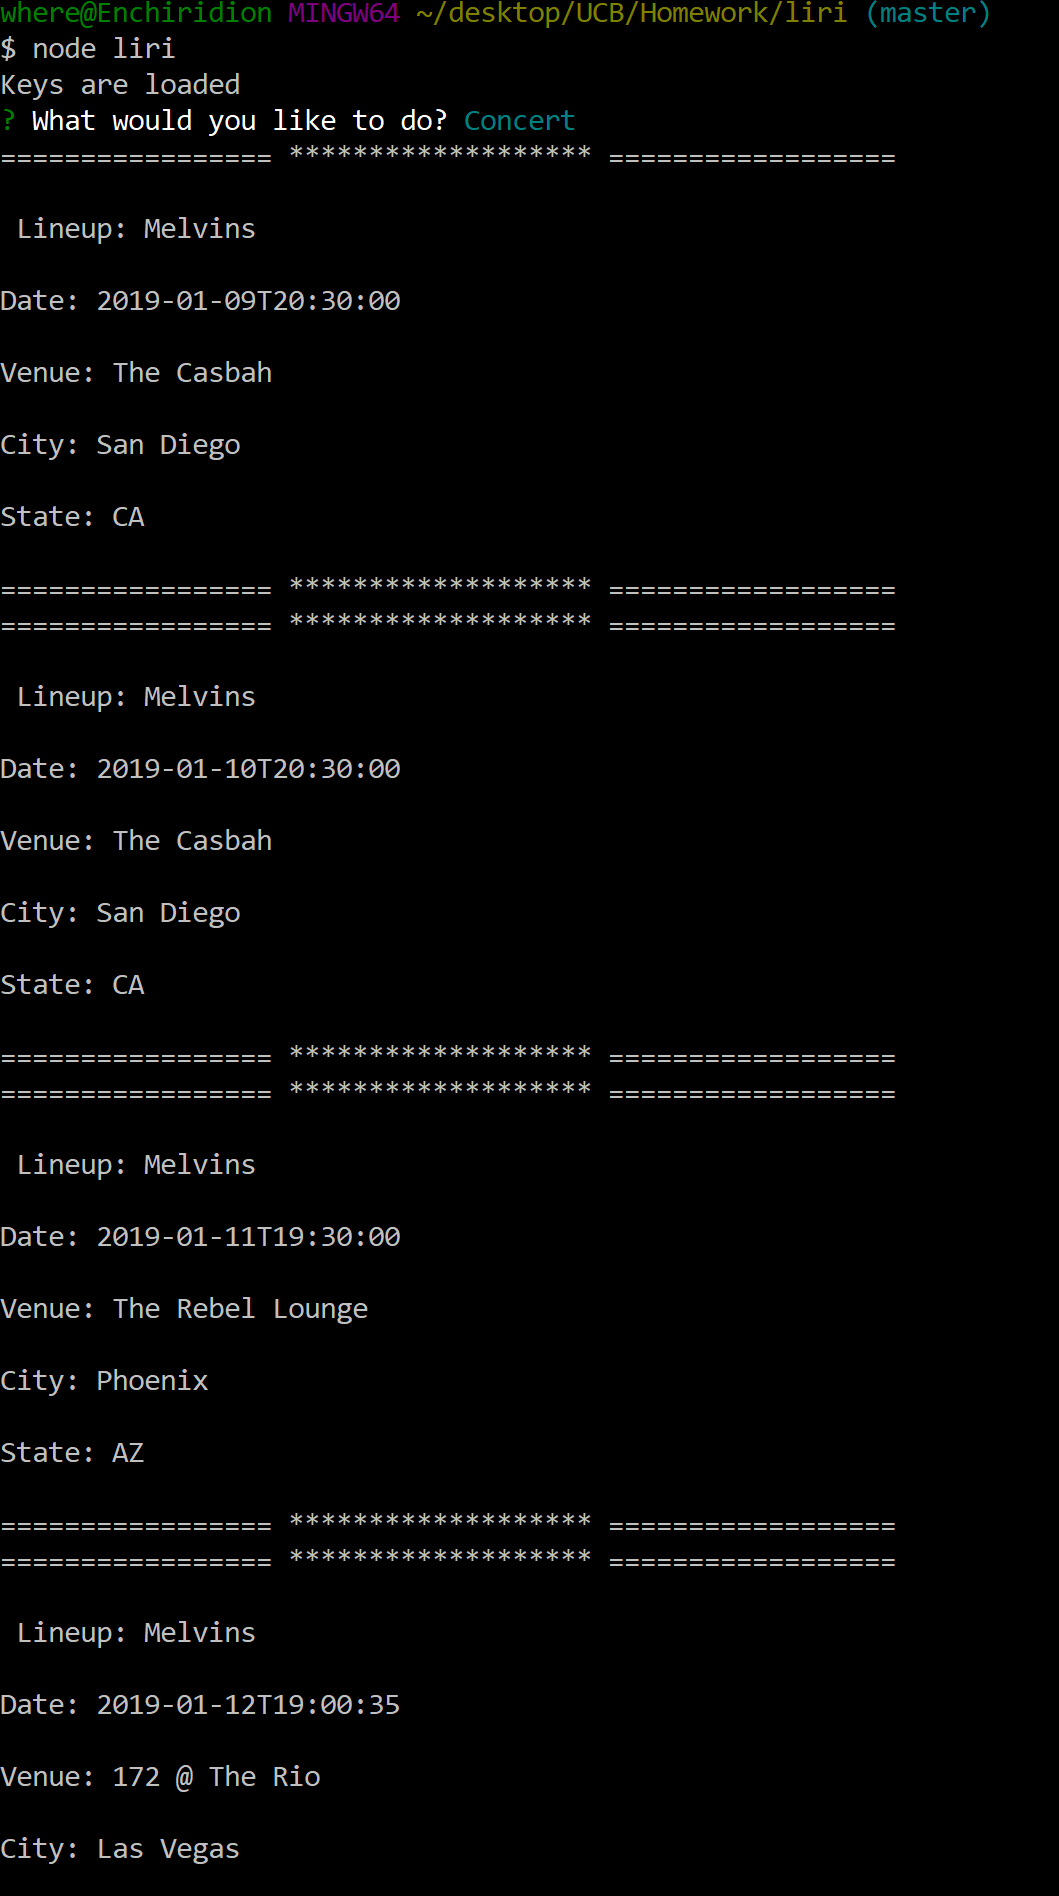 where@Enchiridion MINGW64 ~/desktop/UCB/Homework/liri (master)
$ node liri
Keys are loaded
? What would you like to do? Concert
================= ******************* ==================
Lineup: Melvins
Date: 2019-01-09T20:30:00
Venue: The Casbah
City: San Diego
State: CA
================= ******************* ==================
================= ******************* ==================
Lineup: Melvins
Date: 2019-01-10T20:30:00
Venue: The Casbah
City: San Diego
State: CA
================= ******************* ==================
================= ******************* ==================
Lineup: Melvins
Date: 2019-01-11T19:30:00
Venue: The Rebel Lounge
City: Phoenix
State: AZ
================= ******************* ==================
================= ******************* ==================
Lineup: Melvins
Date: 2019-01-12T19:00:35
Venue: 172 @ The Rio
City: Las Vegas